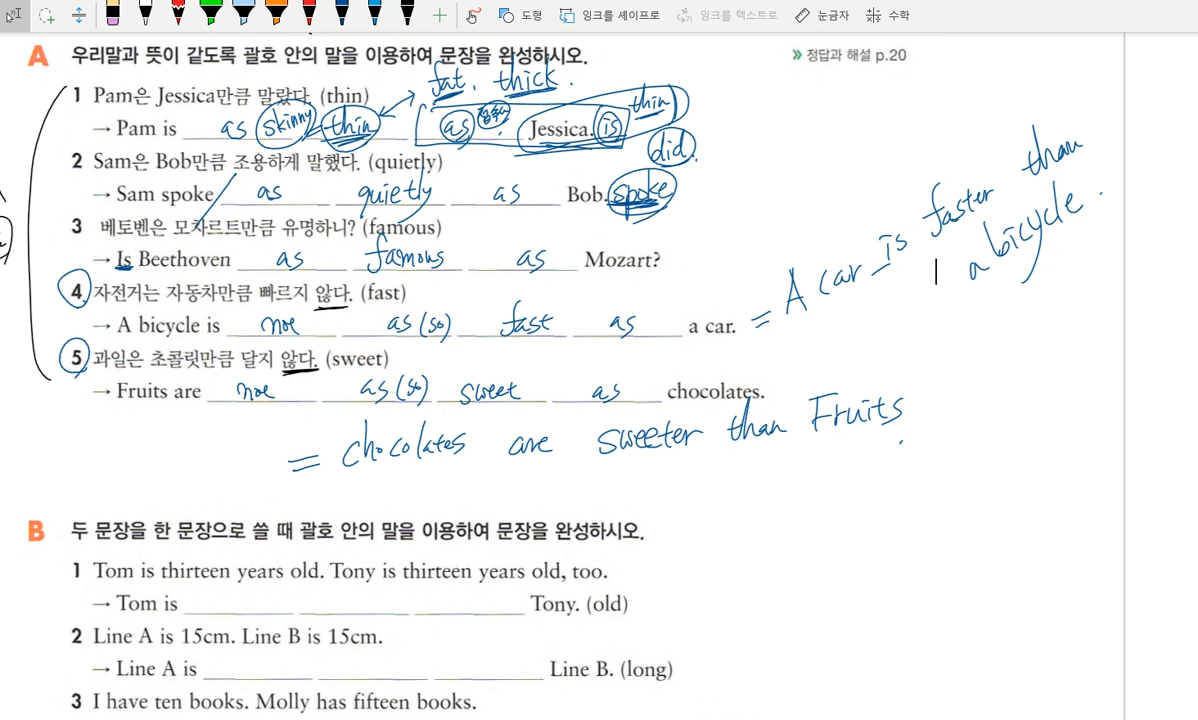 도형 잉크를 셰이프로 잉크를 텍스트로 눈금자 수학
A 우리말과 뜻이 같도록 괄호 안의 말을 이용하여 문장을 완성하시오.
» 정답과 해설 p.20
fat. thick.
1 Pam은 Jessica만큼 말랐다. (thin)
thin
→ Pam is as skinny thin as Jessica. is
did.
2 Sam은 Bob만큼 조용하게 말했다. (quietly)
→ Sam spoke as quietly as Bob. spoke
3 베토벤은 모차르트만큼 유명하니? (famous)
→ Is Beethoven as famous as Mozart?
4 자전거는 자동차만큼 빠르지 않다. (fast)
→ A bicycle is not as (so) fast as a car.
= A car is faster than
a bicycle.
5 과일은 초콜릿만큼 달지 않다. (sweet)
→ Fruits are not as (so) sweet as chocolates.
= chocolates are sweeter than Fruits.
B 두 문장을 한 문장으로 쓸 때 괄호 안의 말을 이용하여 문장을 완성하시오.
1 Tom is thirteen years old. Tony is thirteen years old, too.
→ Tom is Tony. (old)
2 Line A is 15cm. Line B is 15cm.
→ Line A is Line B. (long)
3 I have ten books. Molly has fifteen books.